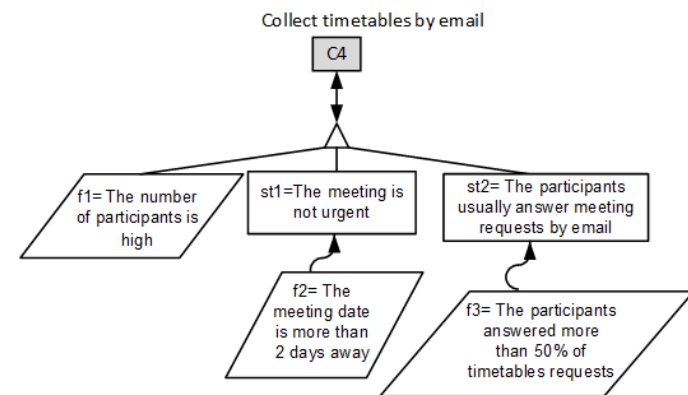 Collect timetables by email
C4
f1= The number
of participants is
high
st1=The meeting is
not urgent
st2= The participants
usually answer meeting
requests by email
f2= The
meeting date
is more than
2 days away
f3= The participants
answered more
than 50% of
timetables requests